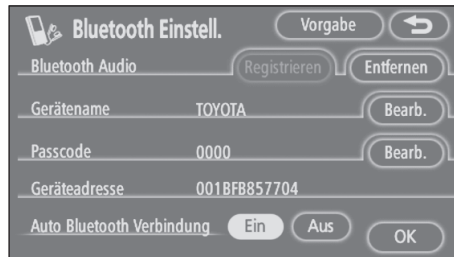 Bluetooth Einstell. Vorgabe
Bluetooth Audio Registrieren Entfernen
Gerätename TOYOTA Bearb.
Passcode 0000 Bearb.
Geräteadresse 001BFB857704
Auto Bluetooth Verbindung Ein Aus
OK